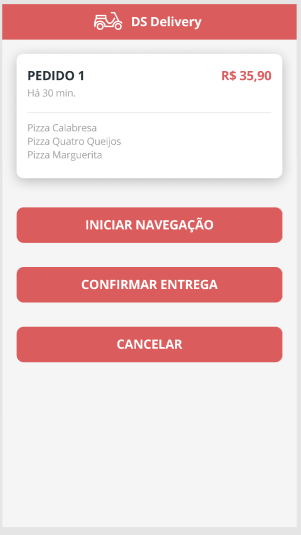 DS Delivery
PEDIDO 1 R$ 35,90
Há 30 min.
Pizza Calabresa
Pizza Quatro Queijos
Pizza Marguerita
INICIAR NAVEGAÇÃO
CONFIRMAR ENTREGA
CANCELAR